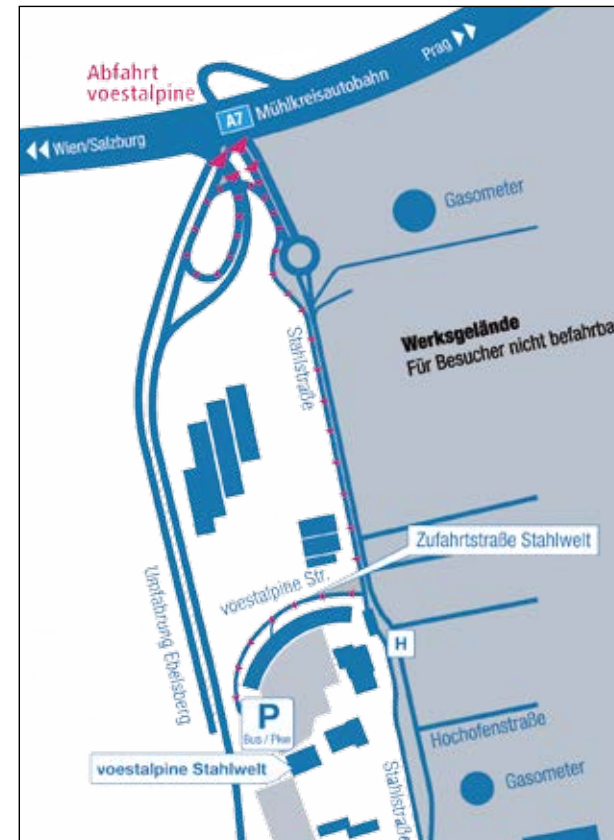 Abfahrt
voestalpine
Prag
A7 Mühlkreisautobahn
Wien/Salzburg
Gasometer
Werksgelände
Für Besucher nicht befahrba
Stahlstraße
Zufahrtstraße Stahlwelt
voestalpine Str.
Umfahrung Ebelsberg
H
P
Bus / Pkw
Hochofenstraße
voestalpine Stahlwelt
Gasometer
Stahlstraße